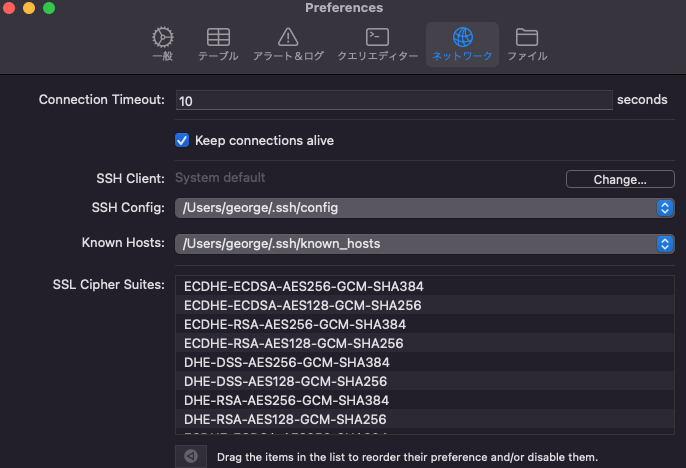 Preferences
一般
テーブル
アラート＆ログ
クエリエディター
ネットワーク
ファイル
Connection Timeout: 10 seconds
Keep connections alive
SSH Client: System default Change...
SSH Config: /Users/george/.ssh/config
Known Hosts: /Users/george/.ssh/known_hosts
SSL Cipher Suites: ECDHE-ECDSA-AES256-GCM-SHA384
ECDHE-ECDSA-AES128-GCM-SHA256
ECDHE-RSA-AES256-GCM-SHA384
ECDHE-RSA-AES128-GCM-SHA256
DHE-DSS-AES256-GCM-SHA384
DHE-DSS-AES128-GCM-SHA256
DHE-RSA-AES256-GCM-SHA384
DHE-RSA-AES128-GCM-SHA256
Drag the items in the list to reorder their preference and/or disable them.